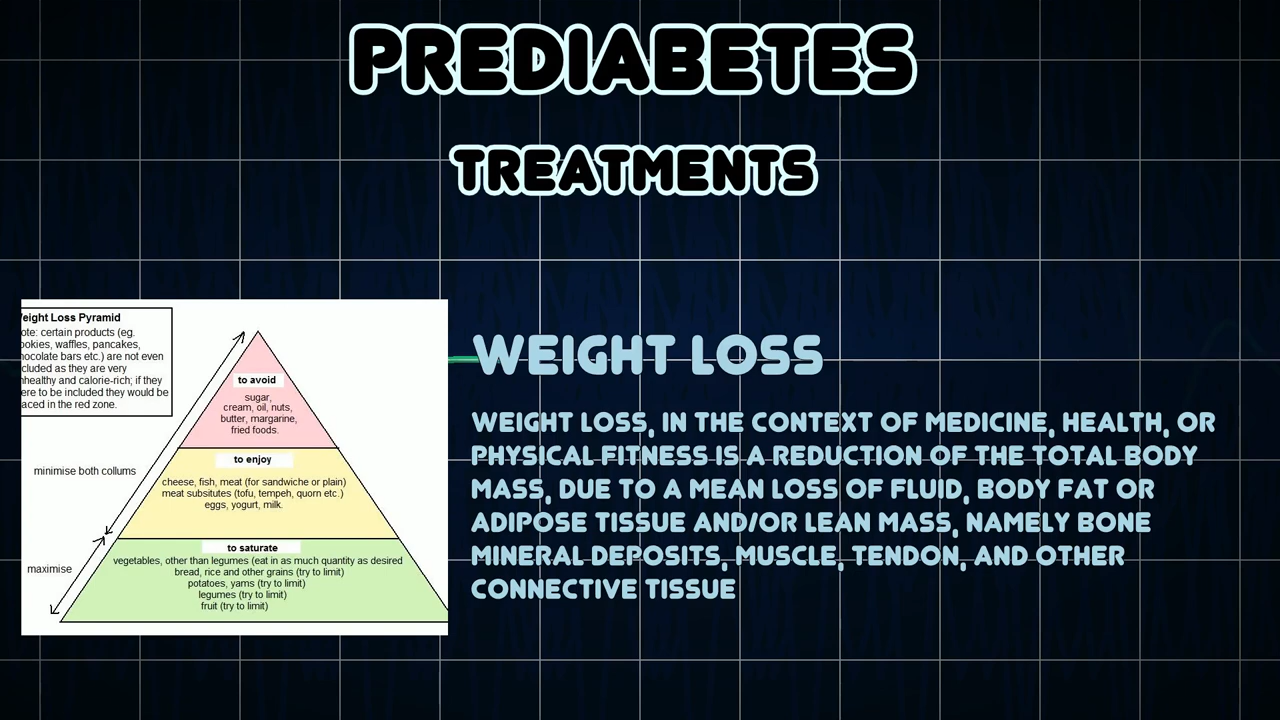 PREDIABETES
TREATMENTS
eight Loss Pyramid
ote: certain products (eg.
ookies, waffles, pancakes,
hocolate bars etc.) are not even
cluded as they are very
nhealthy and calorie-rich; if they
ere to be included they would be
aced in the red zone.
to avoid
sugar,
cream, oil, nuts,
butter, margarine,
fried foods.
minimise both collums
to enjoy
cheese, fish, meat (for sandwiche or plain)
meat subsitutes (tofu, tempeh, quorn etc.)
eggs, yogurt, milk.
maximise
to saturate
vegetables, other than legumes (eat in as much quantity as desired
bread, rice and other grains (try to limit)
potatoes, yams (try to limit)
legumes (try to limit)
fruit (try to limit)
WEIGHT LOSS
WEIGHT LOSS, IN THE CONTEXT OF MEDICINE, HEALTH, OR
PHYSICAL FITNESS IS A REDUCTION OF THE TOTAL BODY
MASS, DUE TO A MEAN LOSS OF FLUID, BODY FAT OR
ADIPOSE TISSUE AND/OR LEAN MASS, NAMELY BONE
MINERAL DEPOSITS, MUSCLE, TENDON, AND OTHER
CONNECTIVE TISSUE